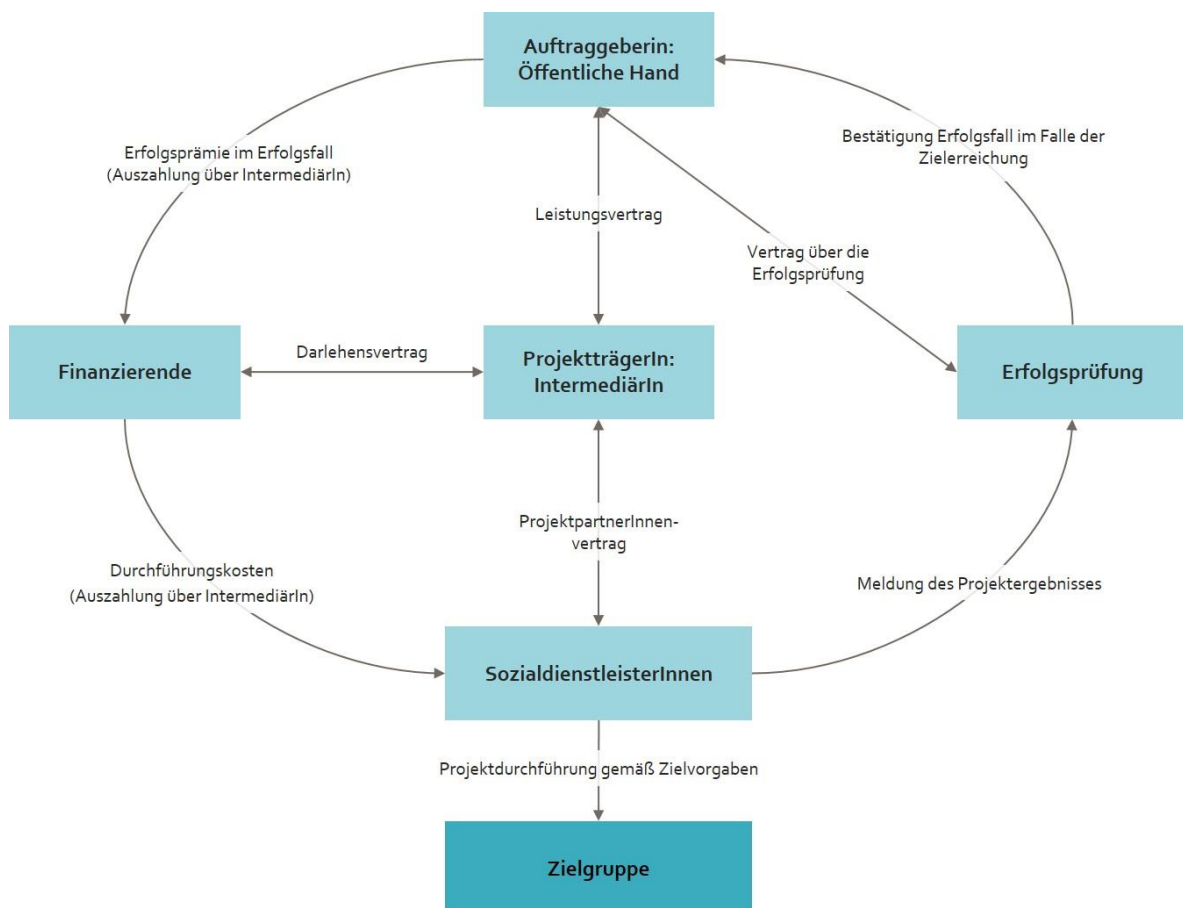 Auftraggeberin:
Öffentliche Hand
Erfolgsprämie im Erfolgsfall
(Auszahlung über IntermediärIn)
Bestätigung Erfolgsfall im Falle der
Zielerreichung
Leistungsvertrag
Vertrag über die
Erfolgsprüfung
Finanzierende
Darlehensvertrag
ProjektträgerIn:
IntermediärIn
Erfolgsprüfung
ProjektpartnerInnen-
vertrag
Durchführungskosten
(Auszahlung über IntermediärIn)
Meldung des Projektergebnisses
SozialdienstleisterInnen
Projektdurchführung gemäß Zielvorgaben
Zielgruppe